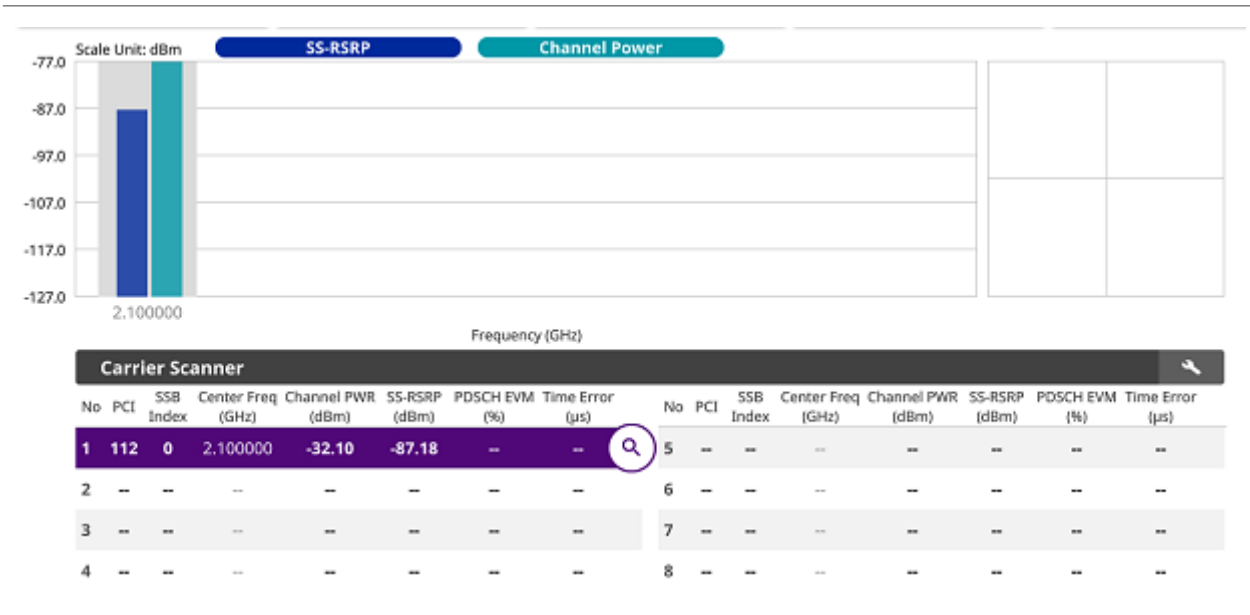 Scale Unit: dBm SS-RSRP Channel Power
-77.0
-87.0
-97.0
-107.0
-117.0
-127.0
2.100000
Frequency (GHz)
Carrier Scanner
No PCI SSB Index Center Freq (GHz) Channel PWR (dBm) SS-RSRP (dBm) PDSCH EVM (%) Time Error (μs) No PCI SSB Index Center Freq (GHz) Channel PWR (dBm) SS-RSRP (dBm) PDSCH EVM (%) Time Error (μs)
1 112 0 2.100000 -32.10 -87.18 -- -- 5 -- -- -- -- -- -- --
2 -- -- -- -- -- -- -- 6 -- -- -- -- -- -- --
3 -- -- -- -- -- -- -- 7 -- -- -- -- -- -- --
4 -- -- -- -- -- -- -- 8 -- -- -- -- -- -- --